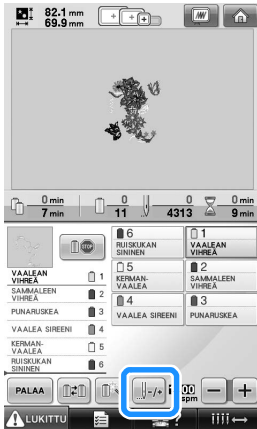 82.1 mm
69.9 mm
0 min
7 min
0
11
0
4313
0 min
9 min
6
RUISKUKAN
SININEN
1
VAALEAN
VIHREÄ
5
KERMAN-
VAALEA
2
SAMMALEEN
VIHREÄ
4
VAALEA SIREENI
3
PUNARUSKEA
VAALEAN
VIHREÄ
1
SAMMALEEN
VIHREÄ
2
PUNARUSKEA
3
VAALEA SIREENI
4
KERMAN-
VAALEA
5
RUISKUKAN
SININEN
6
STOP
PALAA
-/+
00
spm
- +
LUKITTU
?